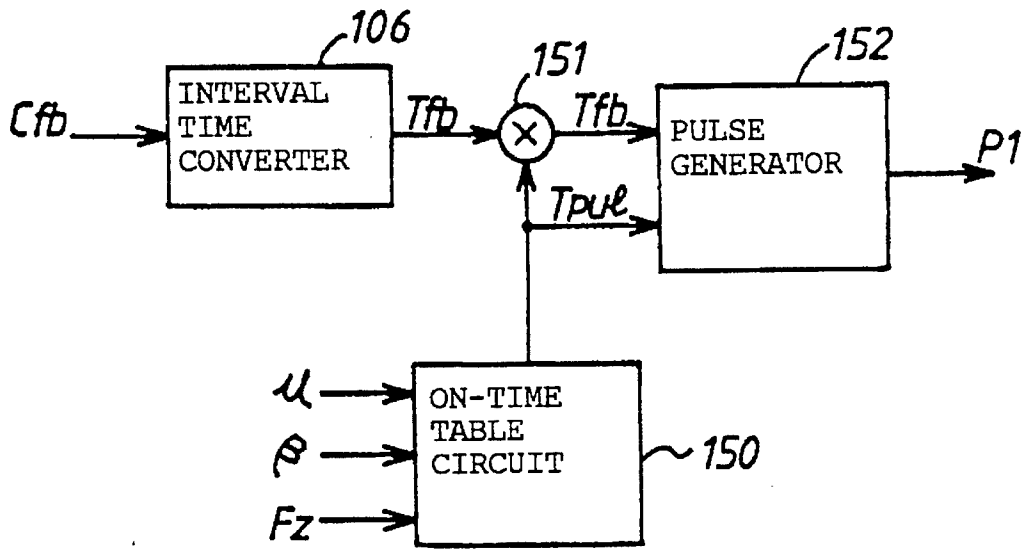 106
152
151
INTERVAL
TIME
CONVERTER
Cfb
Tfb
×
Tfb
PULSE
GENERATOR
P1
Tpul
μ
β
Fz
ON-TIME
TABLE
CIRCUIT
150